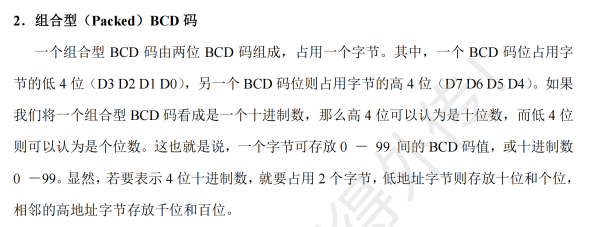 2．组合型（Packed）BCD 码
一个组合型 BCD 码由两位 BCD 码组成，占用一个字节。其中，一个 BCD 码位占用字
节的低 4 位（D3 D2 D1 D0），另一个 BCD 码位则占用字节的高 4 位（D7 D6 D5 D4）。如果
我们将一个组合型 BCD 码看成是一个十进制数，那么高 4 位可以认为是十位数，而低 4 位
则可以认为是个位数。这也就是说，一个字节可存放 0 － 99 间的 BCD 码值，或十进制数
0 －99。显然，若要表示 4 位十进制数，就要占用 2 个字节，低地址字节则存放十位和个位，
相邻的高地址字节存放千位和百位。
得外传！